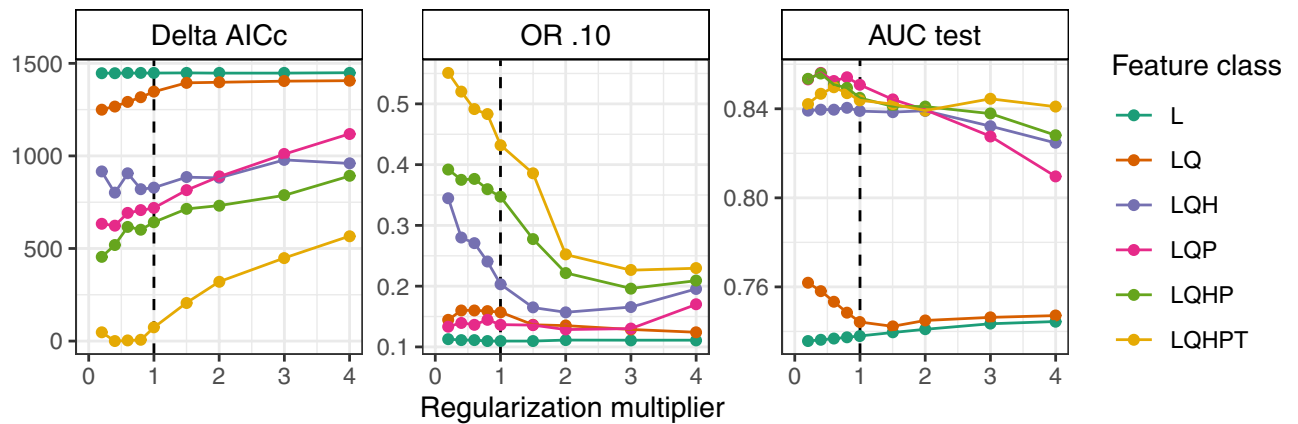 Delta AICc
OR .10
AUC test
1500
1000
500
0
0.5
0.4
0.3
0.2
0.1
0.84
0.80
0.76
0 1 2 3 4
0 1 2 3 4
0 1 2 3 4
Regularization multiplier
Feature class
L
LQ
LQH
LQP
LQHP
LQHPT